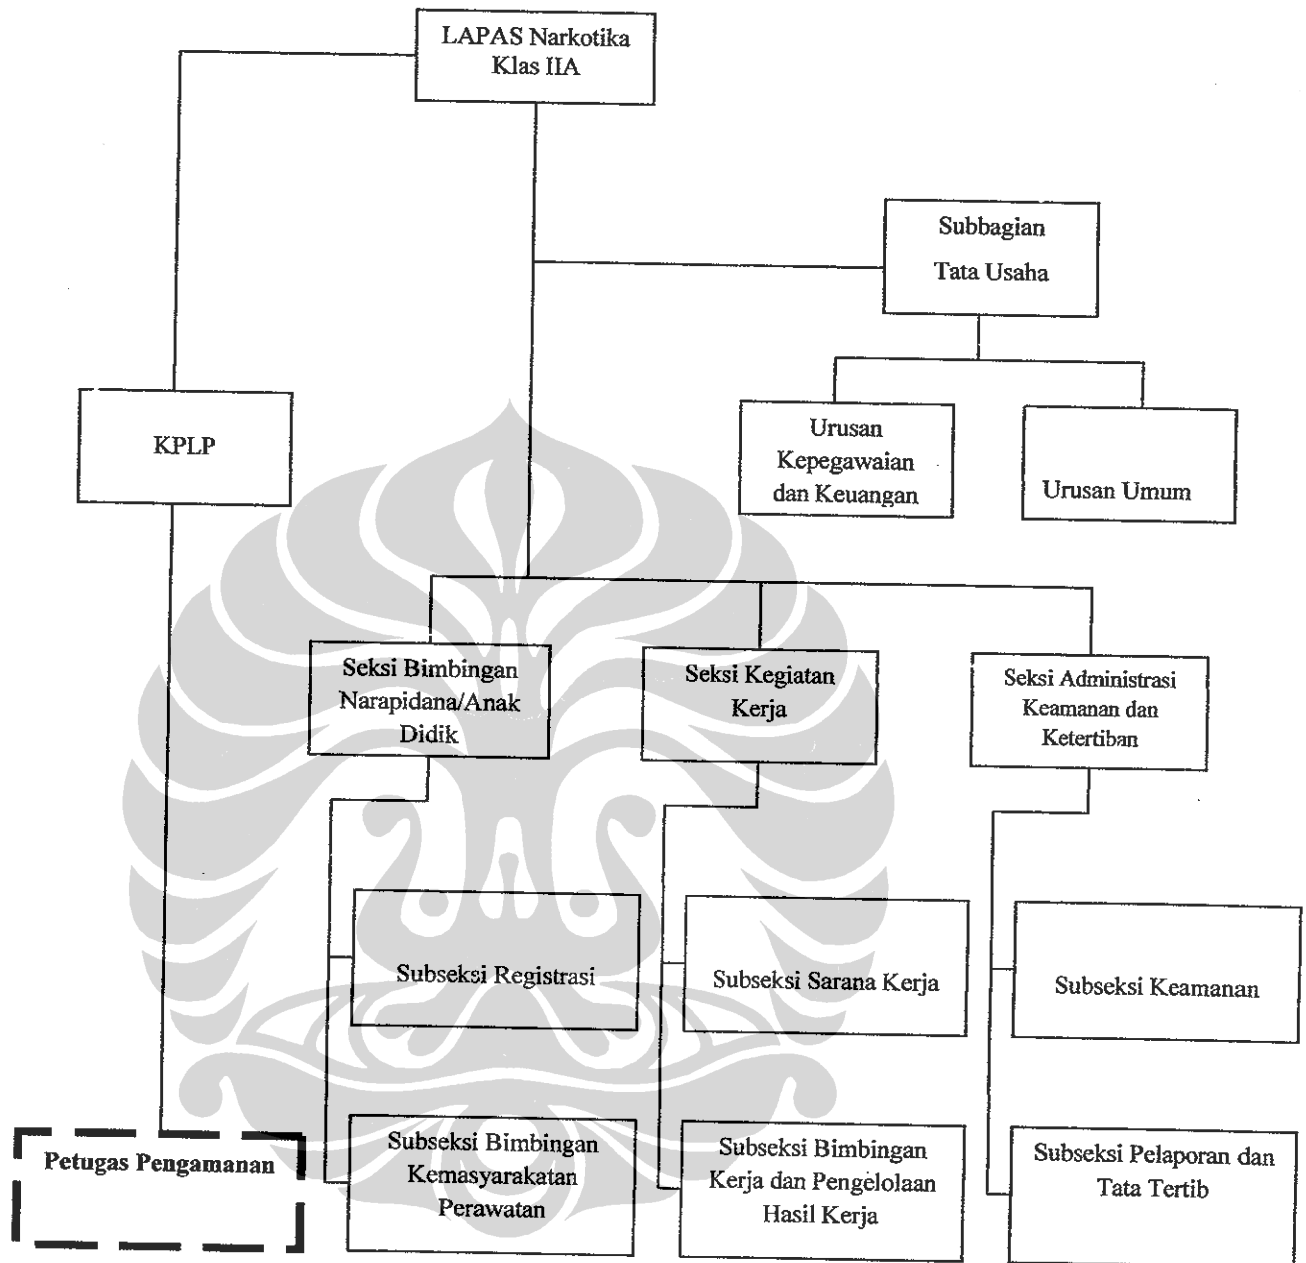 LAPAS Narkotika
Klas IIA
Subbagian
Tata Usaha
KPLP
Urusan
Kepegawaian
dan Keuangan
Urusan Umum
Seksi Bimbingan
Narapidana/Anak
Didik
Seksi Kegiatan
Kerja
Seksi Administrasi
Keamanan dan
Ketertiban
Subseksi Registrasi
Subseksi Sarana Kerja
Subseksi Keamanan
Petugas Pengamanan
Subseksi Bimbingan
Kemasyarakatan
Perawatan
Subseksi Bimbingan
Kerja dan Pengelolaan
Hasil Kerja
Subseksi Pelaporan dan
Tata Tertib